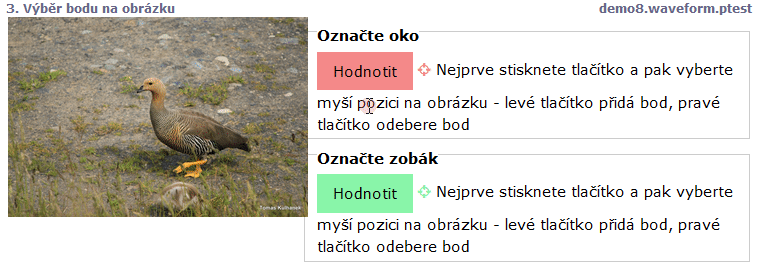 3. Výběr bodu na obrázku
demo8.waveform.ptest
Označte oko
Hodnotit Nejprve stisknete tlačítko a pak vyberte
myší pozici na obrázku - levé tlačítko přidá bod, pravé
tlačítko odebere bod
Tomas Kulhanek
Označte zobák
Hodnotit Nejprve stisknete tlačítko a pak vyberte
myší pozici na obrázku - levé tlačítko přidá bod, pravé
tlačítko odebere bod